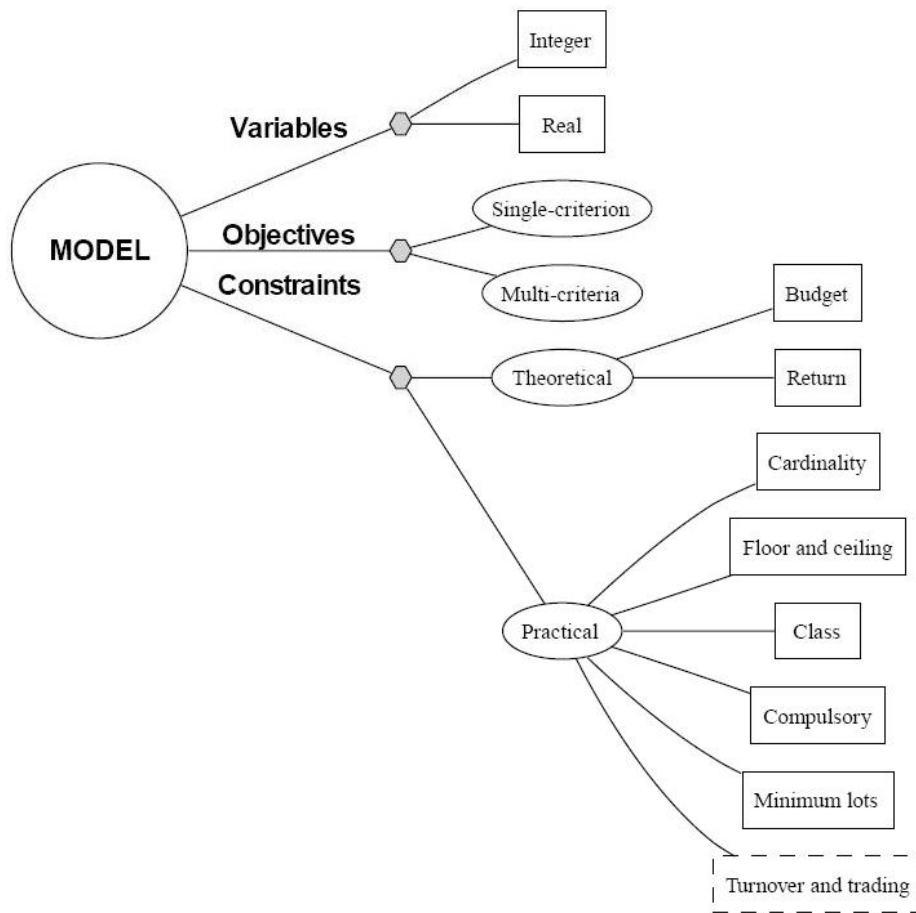 Integer
Real
Variables
MODEL
Objectives
Single-criterion
Multi-criteria
Constraints
Theoretical
Budget
Return
Practical
Cardinality
Floor and ceiling
Class
Compulsory
Minimum lots
Turnover and trading